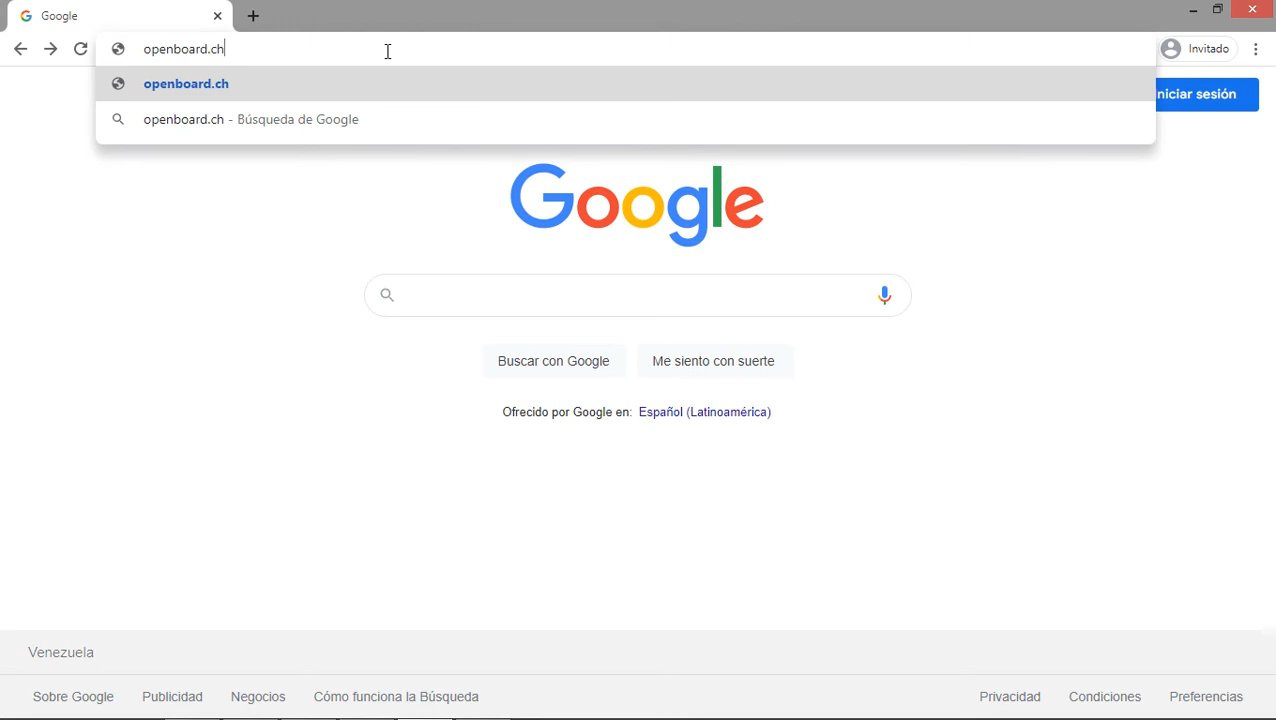 Google
openboard.ch
Invitado
openboard.ch
openboard.ch - Búsqueda de Google
niciar sesión
Google
Buscar con Google
Me siento con suerte
Ofrecido por Google en: Español (Latinoamérica)
Venezuela
Sobre Google
Publicidad
Negocios
Cómo funciona la Búsqueda
Privacidad
Condiciones
Preferencias